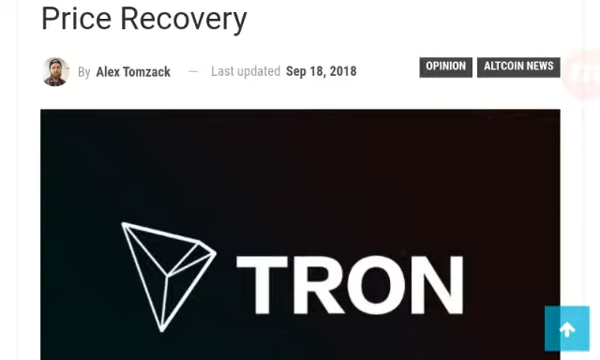 Price Recovery
By Alex Tomzack — Last updated Sep 18, 2018
OPINION ALTCOIN NEWS
TRON